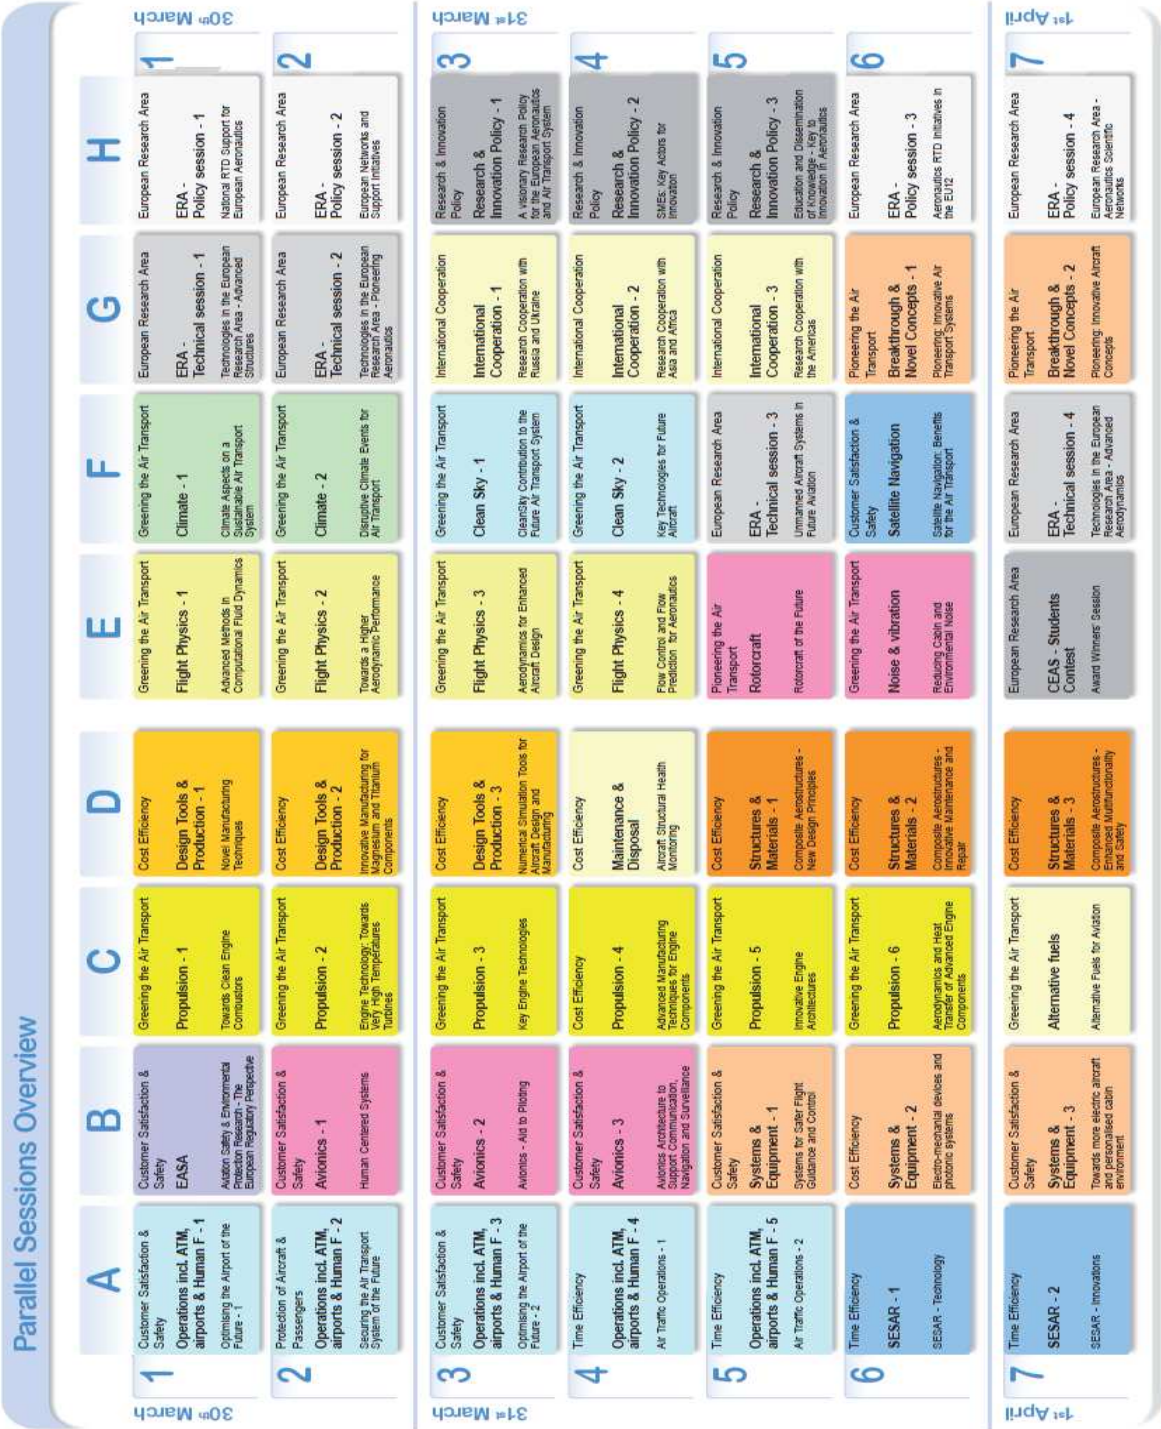 Parallel Sessions Overview
A
B
C
D
E
F
G
H
30th March
1
Customer Satisfaction &
Safety
Operations incl. ATM,
airports & Human F - 1
Optimising the Airport of the
Future - 1
Customer Satisfaction &
Safety
EASA
Aviation Safety & Environmental
Protection Research - The
European Regulatory Perspective
Greening the Air Transport
Propulsion - 1
Towards Clean Engine
Combustors
Cost Efficiency
Design Tools &
Production - 1
Novel Manufacturing
Techniques
Greening the Air Transport
Flight Physics - 1
Advanced Methods in
Computational Fluid Dynamics
Greening the Air Transport
Climate - 1
Climate Aspects on a
Sustainable Air Transport
System
European Research Area
ERA -
Technical session - 1
Technologies in the European
Research Area - Advanced
Structures
European Research Area
ERA -
Policy session - 1
National RTD Support for
European Aeronautics
1
30th March
2
Protection of Aircraft &
Passengers
Operations incl. ATM,
airports & Human F - 2
Securing the Air Transport
System of the Future
Customer Satisfaction &
Safety
Avionics - 1
Human Centered Systems
Greening the Air Transport
Propulsion - 2
Engine Technology: Towards
Very High Temperatures
Turbines
Cost Efficiency
Design Tools &
Production - 2
Innovative Manufacturing for
Magnesium and Titanium
Components
Greening the Air Transport
Flight Physics - 2
Towards a Higher
Aerodynamic Performance
Greening the Air Transport
Climate - 2
Disruptive Climate Events for
Air Transport
European Research Area
ERA -
Technical session - 2
Technologies in the European
Research Area - Pioneering
Aeronautics
European Research Area
ERA -
Policy session - 2
European Networks and
Support Initiatives
2
31st March
3
Customer Satisfaction &
Safety
Operations incl. ATM,
airports & Human F - 3
Optimising the Airport of the
Future - 2
Customer Satisfaction &
Safety
Avionics - 2
Avionics - Aid to Piloting
Greening the Air Transport
Propulsion - 3
Key Engine Technologies
Cost Efficiency
Design Tools &
Production - 3
Numerical Simulation Tools for
Aircraft Design and
Manufacturing
Greening the Air Transport
Flight Physics - 3
Aerodynamics for Enhanced
Aircraft Design
Greening the Air Transport
Clean Sky - 1
CleanSky Contribution to the
Future Air Transport System
International Cooperation
International
Cooperation - 1
Research Cooperation with
Russia and Ukraine
Research & Innovation
Policy
Research &
Innovation Policy - 1
A visionary Research Policy
for the European Aeronautics
and Air Transport System
3
31st March
4
Time Efficiency
Operations incl. ATM,
airports & Human F - 4
Air Traffic Operations - 1
Customer Satisfaction &
Safety
Avionics - 3
Avionics Architecture to
Support Communication,
Navigation and Surveillance
Cost Efficiency
Propulsion - 4
Advanced Manufacturing
Techniques for Engine
Components
Cost Efficiency
Maintenance &
Disposal
Aircraft Structural Health
Monitoring
Greening the Air Transport
Flight Physics - 4
Flow Control and Flow
Prediction for Aeronautics
Greening the Air Transport
Clean Sky - 2
Key Technologies for Future
Aircraft
International Cooperation
International
Cooperation - 2
Research Cooperation with
Asia and Africa
Research & Innovation
Policy
Research &
Innovation Policy - 2
SMEs: Key Actors for
Innovation
4
5
Time Efficiency
Operations incl. ATM,
airports & Human F - 5
Air Traffic Operations - 2
Customer Satisfaction &
Safety
Systems &
Equipment - 1
Systems for Safer Flight
Guidance and Control
Greening the Air Transport
Propulsion - 5
Innovative Engine
Architectures
Cost Efficiency
Structures &
Materials - 1
Composite Aerostructures -
New Design Principles
Pioneering the Air
Transport
Rotorcraft
Rotorcraft of the Future
European Research Area
ERA -
Technical session - 3
Unmanned Aircraft Systems in
Future Aviation
International Cooperation
International
Cooperation - 3
Research Cooperation with
the Americas
Research & Innovation
Policy
Research &
Innovation Policy - 3
Education and Dissemination
of Knowledge - Key to
Innovation in Aeronautics
5
6
Time Efficiency
SESAR - 1
SESAR - Technology
Cost Efficiency
Systems &
Equipment - 2
Electro-mechantal devices and
photonic systems
Greening the Air Transport
Propulsion - 6
Aerodynamics and Heat
Transfer of Advanced Engine
Components
Cost Efficiency
Structures &
Materials - 2
Composite Aerostructures -
Innovative Maintenance and
Repair
Greening the Air Transport
Noise & vibration
Reducing Cabin and
Environmental Noise
Customer Satisfaction &
Safety
Satellite Navigation
Satellite Navigation: Benefits
for the Air Transport
Pioneering the Air
Transport
Breakthrough &
Novel Concepts - 1
Pioneering: Innovative Air
Transport Systems
European Research Area
ERA -
Policy session - 3
Aeronautics RTD Initiatives in
the EU12
6
1st April
7
Time Efficiency
SESAR - 2
SESAR - Innovations
Customer Satisfaction &
Safety
Systems &
Equipment - 3
Towards more electric aircraft
and personalised cabin
environment
Greening the Air Transport
Alternative fuels
Alternative Fuels for Aviation
Cost Efficiency
Structures &
Materials - 3
Composite Aerostructures -
Enhanced Multifunctionality
and Safety
European Research Area
CEAS - Students
Contest
Award Winners' Session
European Research Area
ERA -
Technical session - 4
Technologies in the European
Research Area - Advanced
Aerodynamics
Pioneering the Air
Transport
Breakthrough &
Novel Concepts - 2
Pioneering: Innovative Aircraft
Concepts
European Research Area
ERA -
Policy session - 4
European Research Area -
Aeronautics Scientific
Networks
7
1st April